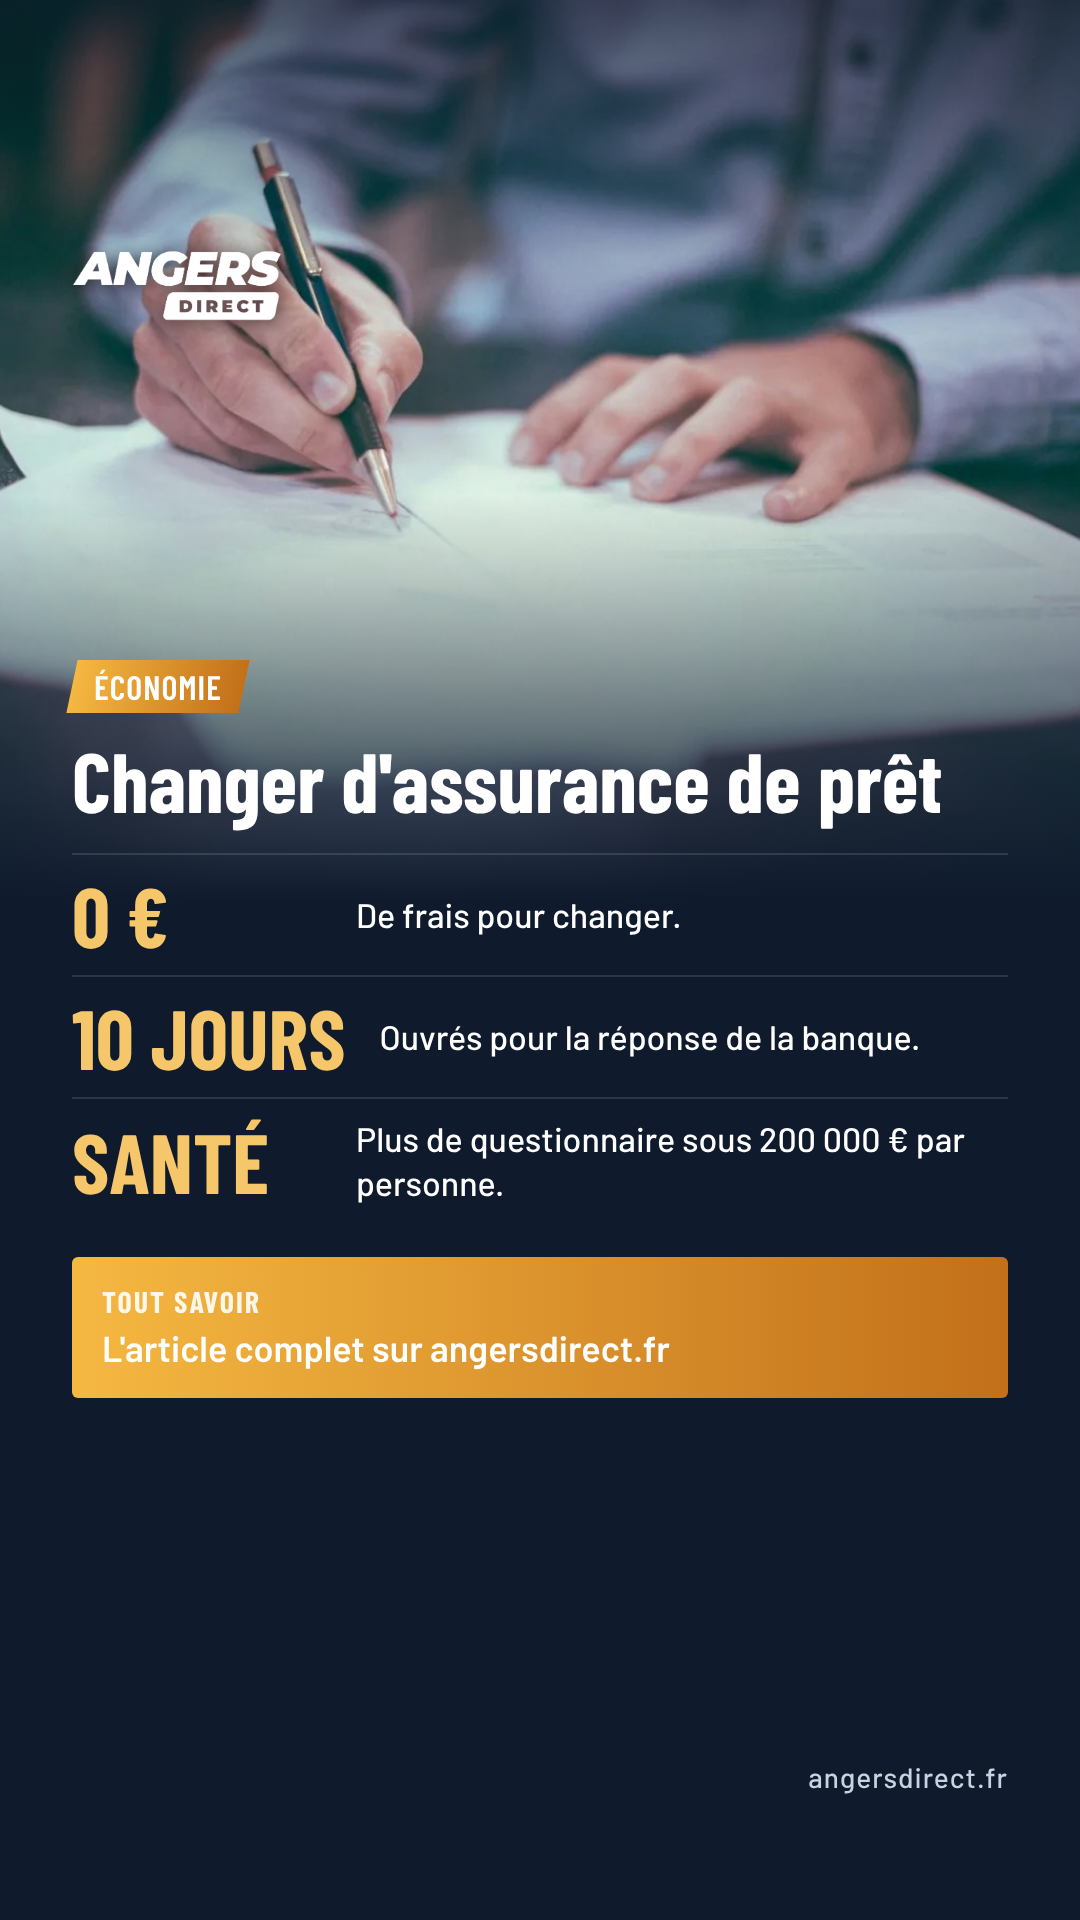 ANGERS
DIRECT
ÉCONOMIE
Changer d'assurance de prêt
0 €
De frais pour changer.
10 JOURS
Ouvrés pour la réponse de la banque.
SANTÉ
Plus de questionnaire sous 200 000 € par
personne.
TOUT SAVOIR
L'article complet sur angersdirect.fr
angersdirect.fr